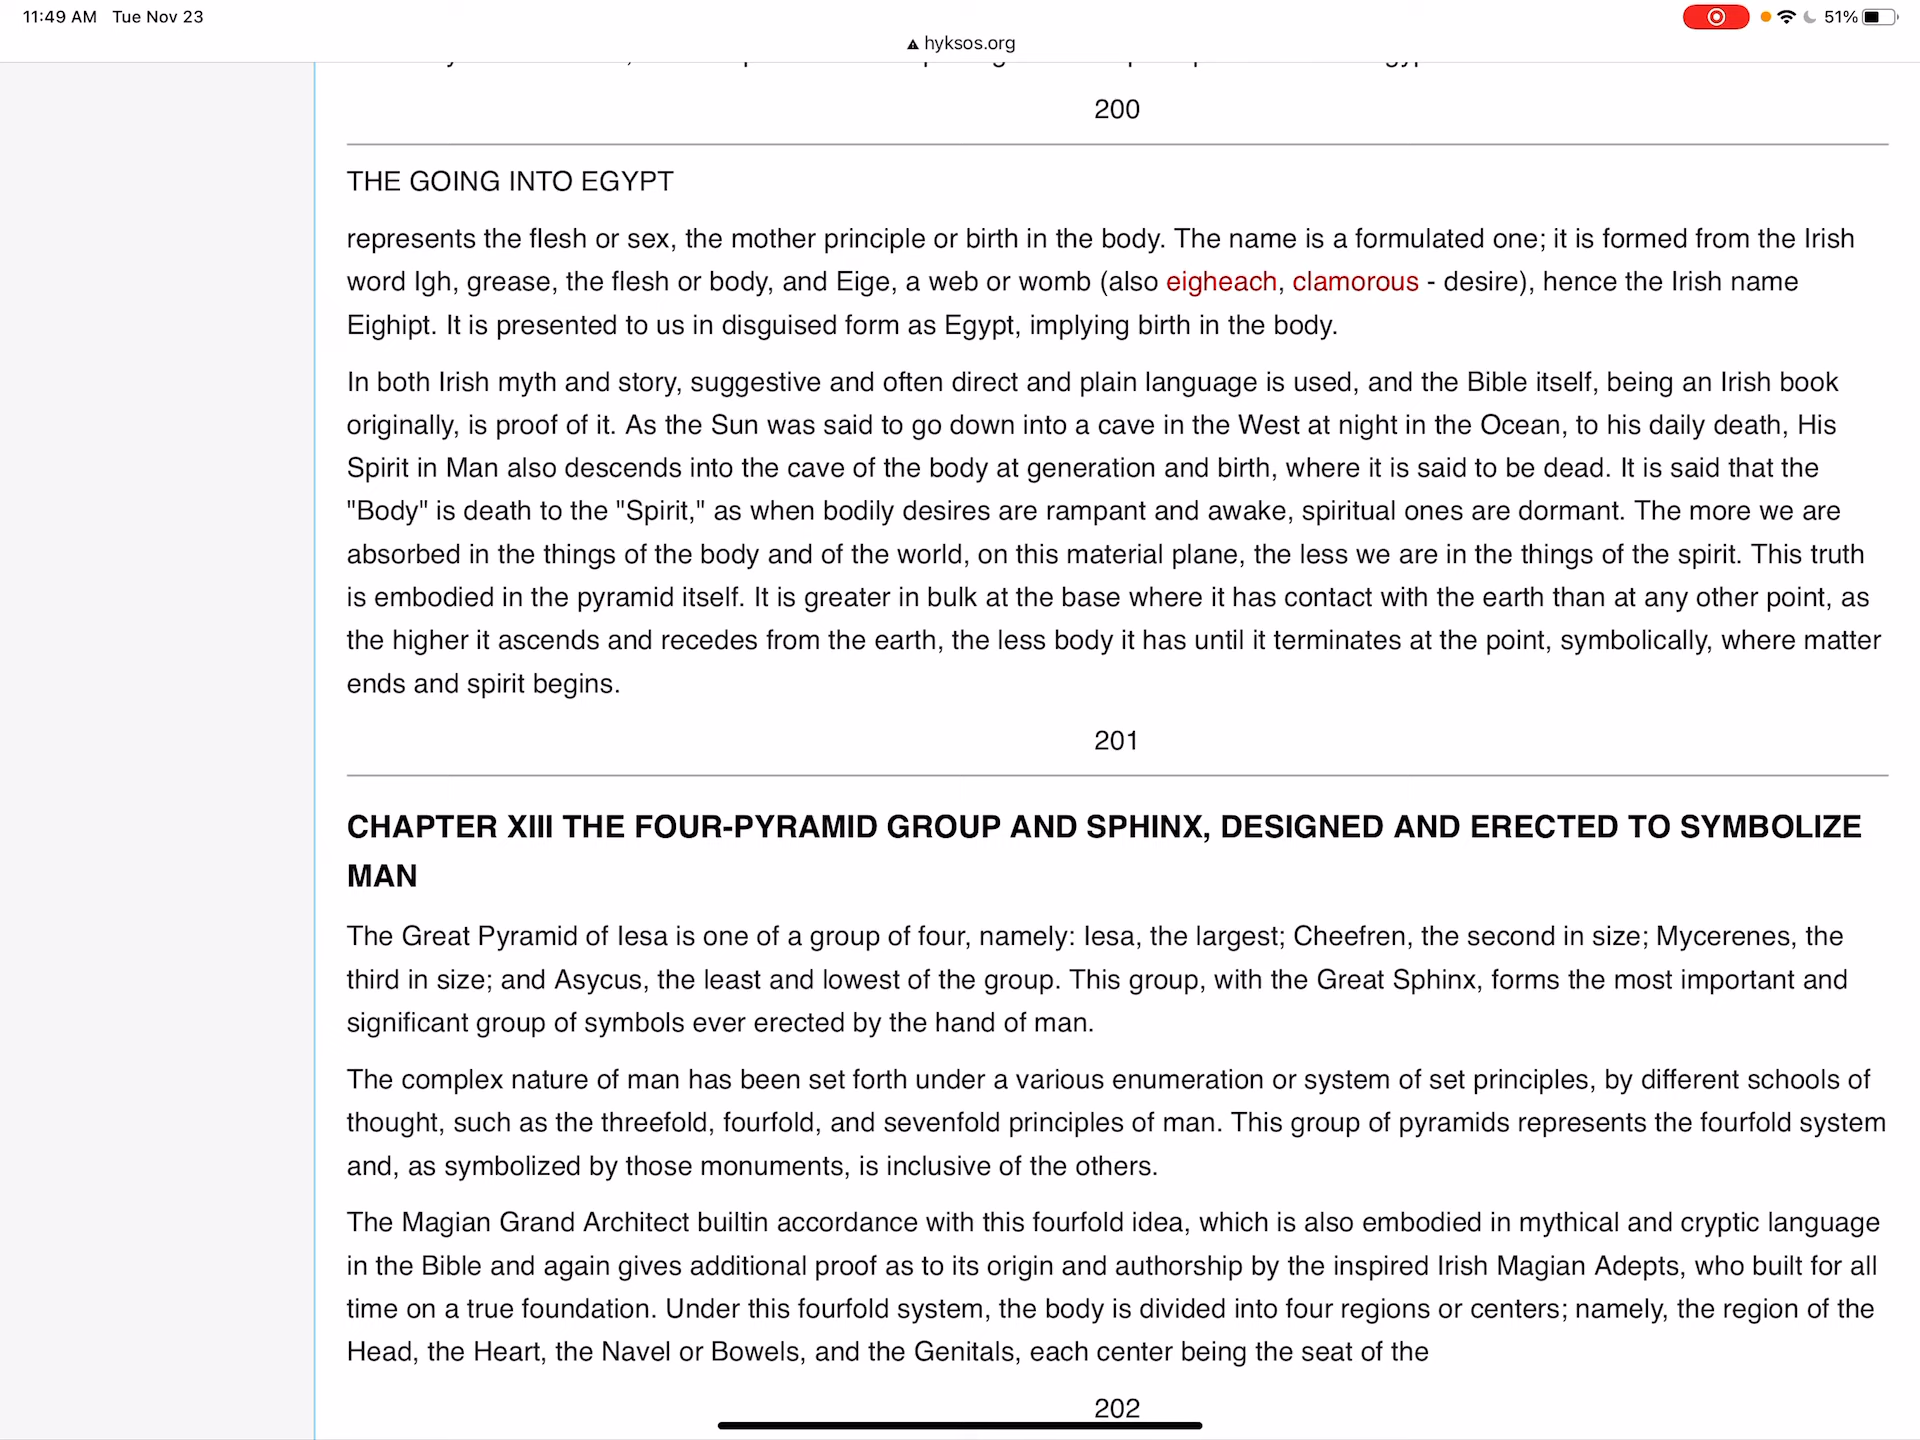 11:49 AM Tue Nov 23
51%
hyksos.org
200
THE GOING INTO EGYPT
represents the flesh or sex, the mother principle or birth in the body. The name is a formulated one; it is formed from the Irish
word Igh, grease, the flesh or body, and Eige, a web or womb (also eigheach, clamorous - desire), hence the Irish name
Eighipt. It is presented to us in disguised form as Egypt, implying birth in the body.
In both Irish myth and story, suggestive and often direct and plain language is used, and the Bible itself, being an Irish book
originally, is proof of it. As the Sun was said to go down into a cave in the West at night in the Ocean, to his daily death, His
Spirit in Man also descends into the cave of the body at generation and birth, where it is said to be dead. It is said that the
"Body" is death to the "Spirit," as when bodily desires are rampant and awake, spiritual ones are dormant. The more we are
absorbed in the things of the body and of the world, on this material plane, the less we are in the things of the spirit. This truth
is embodied in the pyramid itself. It is greater in bulk at the base where it has contact with the earth than at any other point, as
the higher it ascends and recedes from the earth, the less body it has until it terminates at the point, symbolically, where matter
ends and spirit begins.
201
CHAPTER XIII THE FOUR-PYRAMID GROUP AND SPHINX, DESIGNED AND ERECTED TO SYMBOLIZE
MAN
The Great Pyramid of Iesa is one of a group of four, namely: Iesa, the largest; Cheefren, the second in size; Mycerenes, the
third in size; and Asycus, the least and lowest of the group. This group, with the Great Sphinx, forms the most important and
significant group of symbols ever erected by the hand of man.
The complex nature of man has been set forth under a various enumeration or system of set principles, by different schools of
thought, such as the threefold, fourfold, and sevenfold principles of man. This group of pyramids represents the fourfold system
and, as symbolized by those monuments, is inclusive of the others.
The Magian Grand Architect builtin accordance with this fourfold idea, which is also embodied in mythical and cryptic language
in the Bible and again gives additional proof as to its origin and authorship by the inspired Irish Magian Adepts, who built for all
time on a true foundation. Under this fourfold system, the body is divided into four regions or centers; namely, the region of the
Head, the Heart, the Navel or Bowels, and the Genitals, each center being the seat of the
202